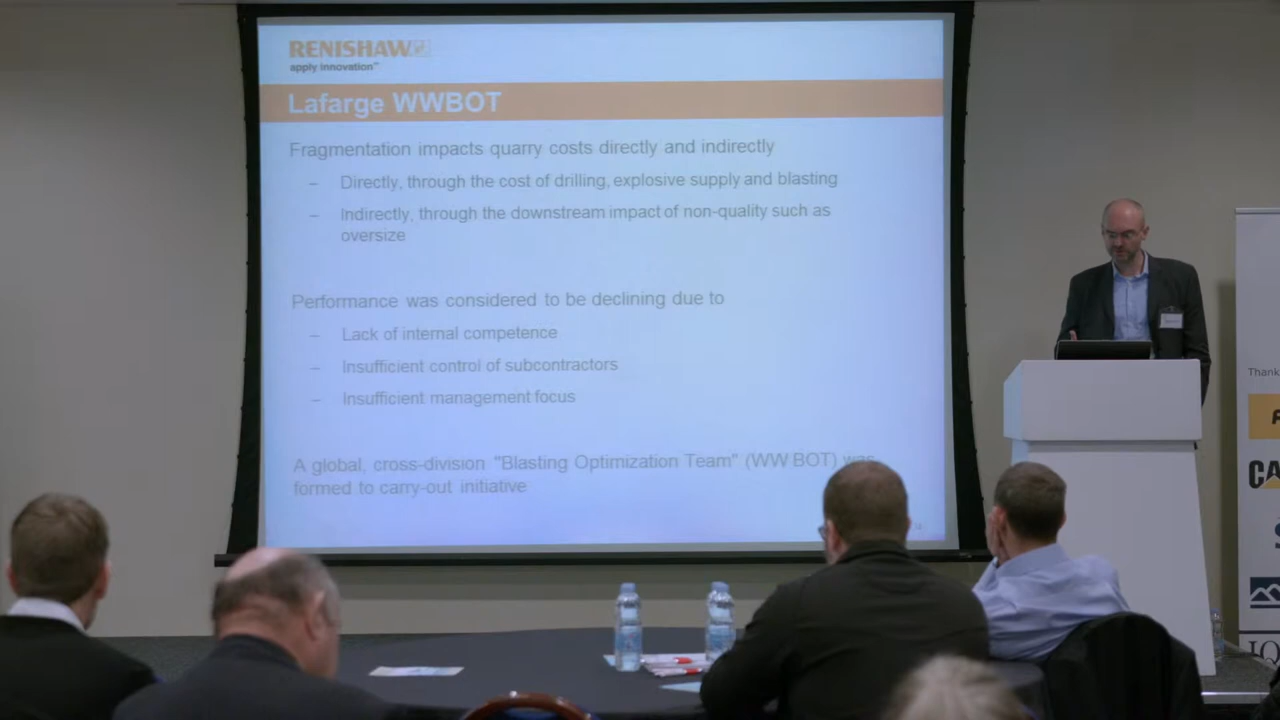 RENISHAW
apply innovation™
Lafarge WWBOT
Fragmentation impacts quarry costs directly and indirectly
– Directly, through the cost of drilling, explosive supply and blasting
– Indirectly, through the downstream impact of non-quality such as
oversize
Performance was considered to be declining due to
– Lack of internal competence
– Insufficient control of subcontractors
– Insufficient management focus
A global, cross-division "Blasting Optimization Team" (WW BOT) was
formed to carry-out initiative
Thank
CA